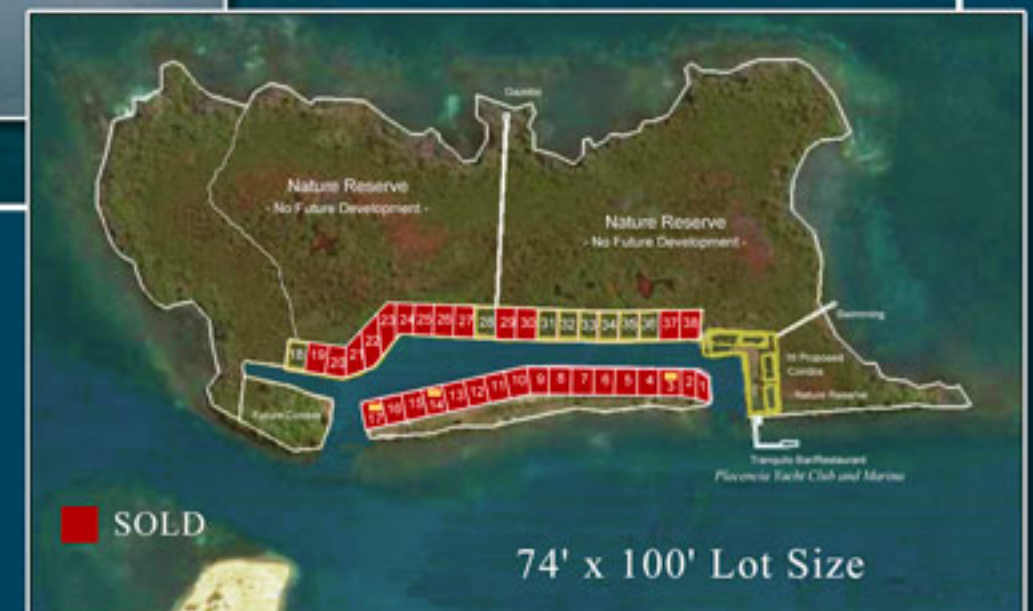 Gazebo
Nature Reserve
- No Future Development -
Nature Reserve
- No Future Development -
18 19 20 21 22 23 24 25 26 27 28 29 30 31 32 33 34 35 36 37 38
Swimming
Proposed
Condos
Nature Reserve
17 16 15 14 13 12 11 10 9 8 7 6 5 4 3 2 1
Future Condos
Tranquilo Bar/Restaurant
Placencia Yacht Club and Marina
SOLD
74' x 100' Lot Size